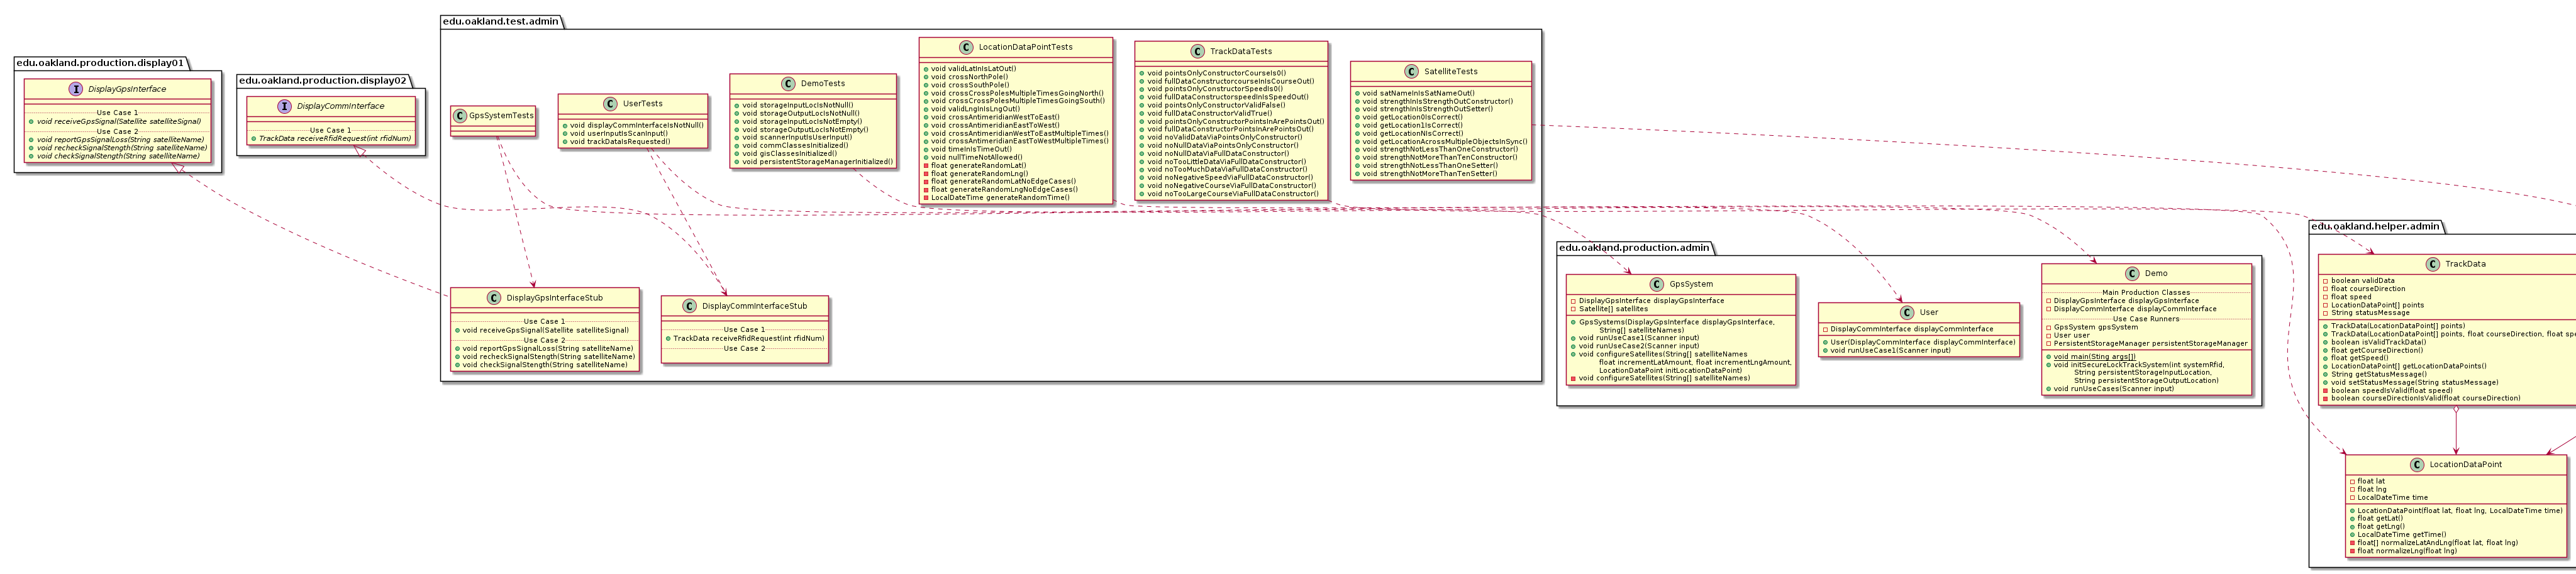 edu.oakland.production.display01
DisplayGpsInterface
Use Case 1
void receiveGpsSignal(Satellite satelliteSignal)
Use Case 2
void reportGpsSignalLoss(String satelliteName)
void recheckSignalStength(String satelliteName)
void checkSignalStength(String satelliteName)
edu.oakland.production.display02
DisplayCommInterface
Use Case 1
TrackData receiveRfidRequest(int rfidNum)
edu.oakland.test.admin
GpsSystemTests
UserTests
void displayCommInterfaceIsNotNull()
void userInputIsScanInput()
void trackDataIsRequested()
DemoTests
void storageInputLocIsNotNull()
void storageOutputLocIsNotNull()
void storageInputLocIsNotEmpty()
void storageOutputLocIsNotEmpty()
void scannerInputIsUserInput()
void commClassesInitialized()
void gisClassesInitialized()
void persistentStorageManagerInitialized()
LocationDataPointTests
void validLatInIsLatOut()
void crossNorthPole()
void crossSouthPole()
void crossCrossPolesMultipleTimesGoingNorth()
void crossCrossPolesMultipleTimesGoingSouth()
void validLngInIsLngOut()
void crossAntimeridianWestToEast()
void crossAntimeridianEastToWest()
void crossAntimeridianWestToEastMultipleTimes()
void crossAntimeridianEastToWestMultipleTimes()
void timeInIsTimeOut()
void nullTimeNotAllowed()
float generateRandomLat()
float generateRandomLng()
float generateRandomLatNoEdgeCases()
float generateRandomLngNoEdgeCases()
LocalDateTime generateRandomTime()
TrackDataTests
void pointsOnlyConstructorCourseIs0()
void fullDataConstructorcourseInIsCourseOut()
void pointsOnlyConstructorSpeedIs0()
void fullDataConstructorspeedInIsSpeedOut()
void pointsOnlyConstructorValidFalse()
void fullDataConstructorValidTrue()
void pointsOnlyConstructorPointsInArePointsOut()
void fullDataConstructorPointsInArePointsOut()
void noValidDataViaPointsOnlyConstructor()
void noNullDataViaPointsOnlyConstructor()
void noNullDataViaFullDataConstructor()
void noTooLittleDataViaFullDataConstructor()
void noTooMuchDataViaFullDataConstructor()
void noNegativeSpeedViaFullDataConstructor()
void noNegativeCourseViaFullDataConstructor()
void noTooLargeCourseViaFullDataConstructor()
SatelliteTests
void satNameInIsSatNameOut()
void strengthInIsStrengthOutConstructor()
void strengthInIsStrengthOutSetter()
void getLocation0IsCorrect()
void getLocation1IsCorrect()
void getLocationNIsCorrect()
void getLocationAcrossMultipleObjectsInSync()
void strengthNotLessThanOneConstructor()
void strengthNotMoreThanTenConstructor()
void strengthNotLessThanOneSetter()
void strengthNotMoreThanTenSetter()
DisplayGpsInterfaceStub
Use Case 1
void receiveGpsSignal(Satellite satelliteSignal)
Use Case 2
void reportGpsSignalLoss(String satelliteName)
void recheckSignalStength(String satelliteName)
void checkSignalStength(String satelliteName)
DisplayCommInterfaceStub
Use Case 1
TrackData receiveRfidRequest(int rfidNum)
Use Case 2
edu.oakland.production.admin
GpsSystem
DisplayGpsInterface displayGpsInterface
Satellite[] satellites
GpsSystems(DisplayGpsInterface displayGpsInterface,
String[] satelliteNames)
void runUseCase1(Scanner input)
void runUseCase2(Scanner input)
void configureSatellites(String[] satelliteNames
float incrementLatAmount, float incrementLngAmount,
LocationDataPoint initLocationDataPoint)
void configureSatellites(String[] satelliteNames)
User
DisplayCommInterface displayCommInterface
User(DisplayCommInterface displayCommInterface)
void runUseCase1(Scanner input)
Demo
Main Production Classes
DisplayGpsInterface displayGpsInterface
DisplayCommInterface displayCommInterface
Use Case Runners
GpsSystem gpsSystem
User user
PersistentStorageManager persistentStorageManager
void main(String args[])
void initSecureLockTrackSystem(int systemRfid,
String persistentStorageInputLocation,
String persistentStorageOutputLocation)
void runUseCases(Scanner input)
edu.oakland.helper.admin
TrackData
boolean validData
float courseDirection
float speed
LocationDataPoint[] points
String statusMessage
TrackData(LocationDataPoint[] points)
TrackData(LocationDataPoint[] points, float courseDirection, float spe
boolean isValidTrackData()
float getCourseDirection()
float getSpeed()
LocationDataPoint[] getLocationDataPoints()
String getStatusMessage()
void setStatusMessage(String statusMessage)
boolean speedIsValid(float speed)
boolean courseDirectionIsValid(float courseDirection)
LocationDataPoint
float lat
float lng
LocalDateTime time
LocationDataPoint(float lat, float lng, LocalDateTime time)
float getLat()
float getLng()
LocalDateTime getTime()
float[] normalizeLatAndLng(float lat, float lng)
float normalizeLng(float lng)